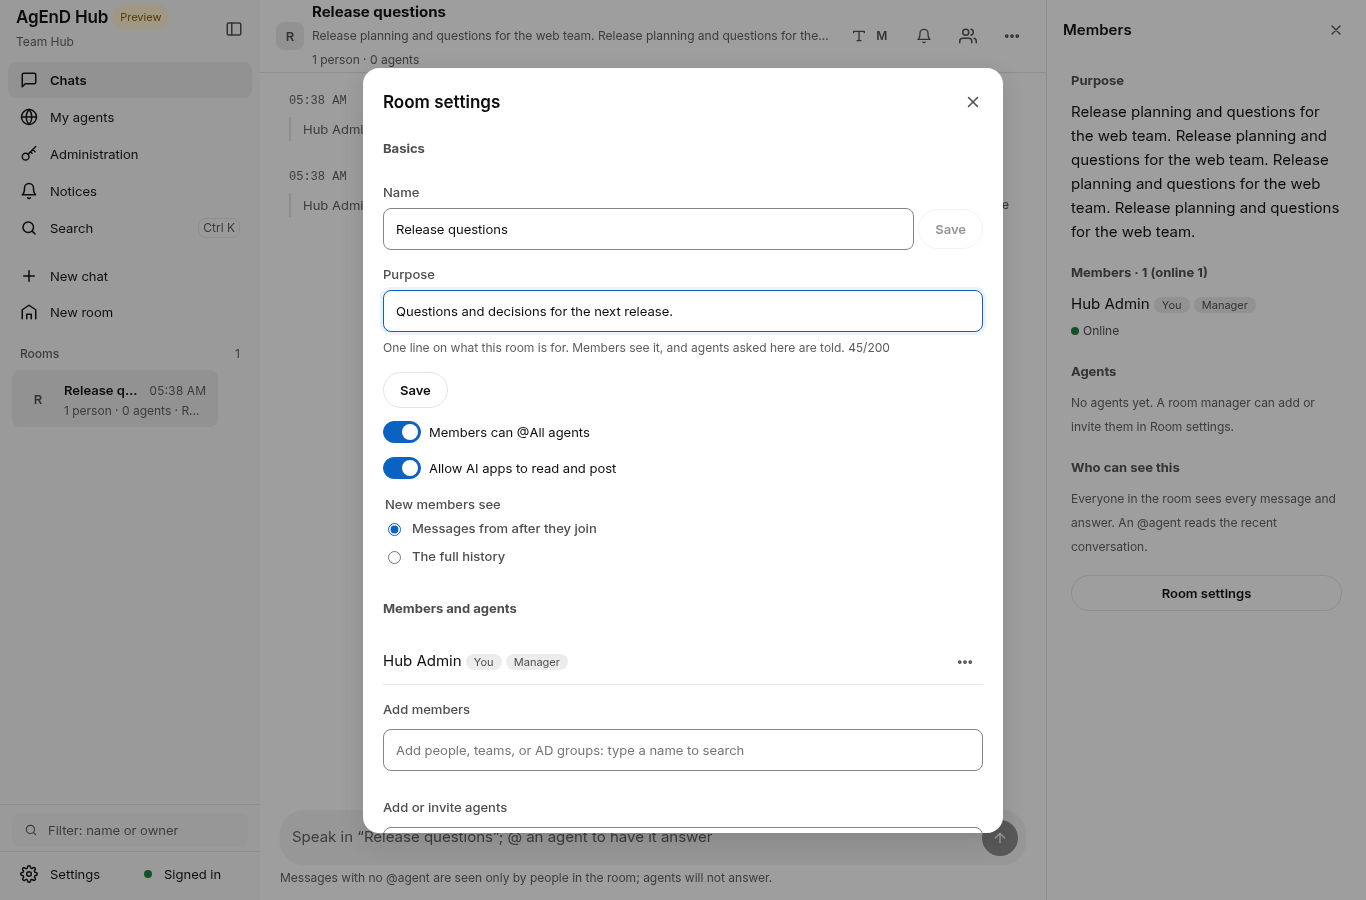 AgEnD Hub
Preview
Team Hub
Chats
My agents
Administration
Notices
Search
Ctrl K
New chat
New room
Rooms
1
R
Release q...
05:38 AM
1 person · 0 agents · R...
Filter: name or owner
Settings
Signed in
R
Release questions
Release planning and questions for the web team. Release planning and questions for the...
1 person · 0 agents
T M
05:38 AM
Hub Admi
05:38 AM
Hub Admi
e
Room settings
Basics
Name
Release questions
Save
Purpose
Questions and decisions for the next release.
One line on what this room is for. Members see it, and agents asked here are told. 45/200
Save
Members can @All agents
Allow AI apps to read and post
New members see
Messages from after they join
The full history
Members and agents
Hub Admin
You
Manager
Add members
Add people, teams, or AD groups: type a name to search
Add or invite agents
Speak in “Release questions”; @ an agent to have it answer
Messages with no @agent are seen only by people in the room; agents will not answer.
Members
Purpose
Release planning and questions for
the web team. Release planning and
questions for the web team. Release
planning and questions for the web
team. Release planning and questions
for the web team.
Members · 1 (online 1)
Hub Admin
You
Manager
Online
Agents
No agents yet. A room manager can add or
invite them in Room settings.
Who can see this
Everyone in the room sees every message and
answer. An @agent reads the recent
conversation.
Room settings